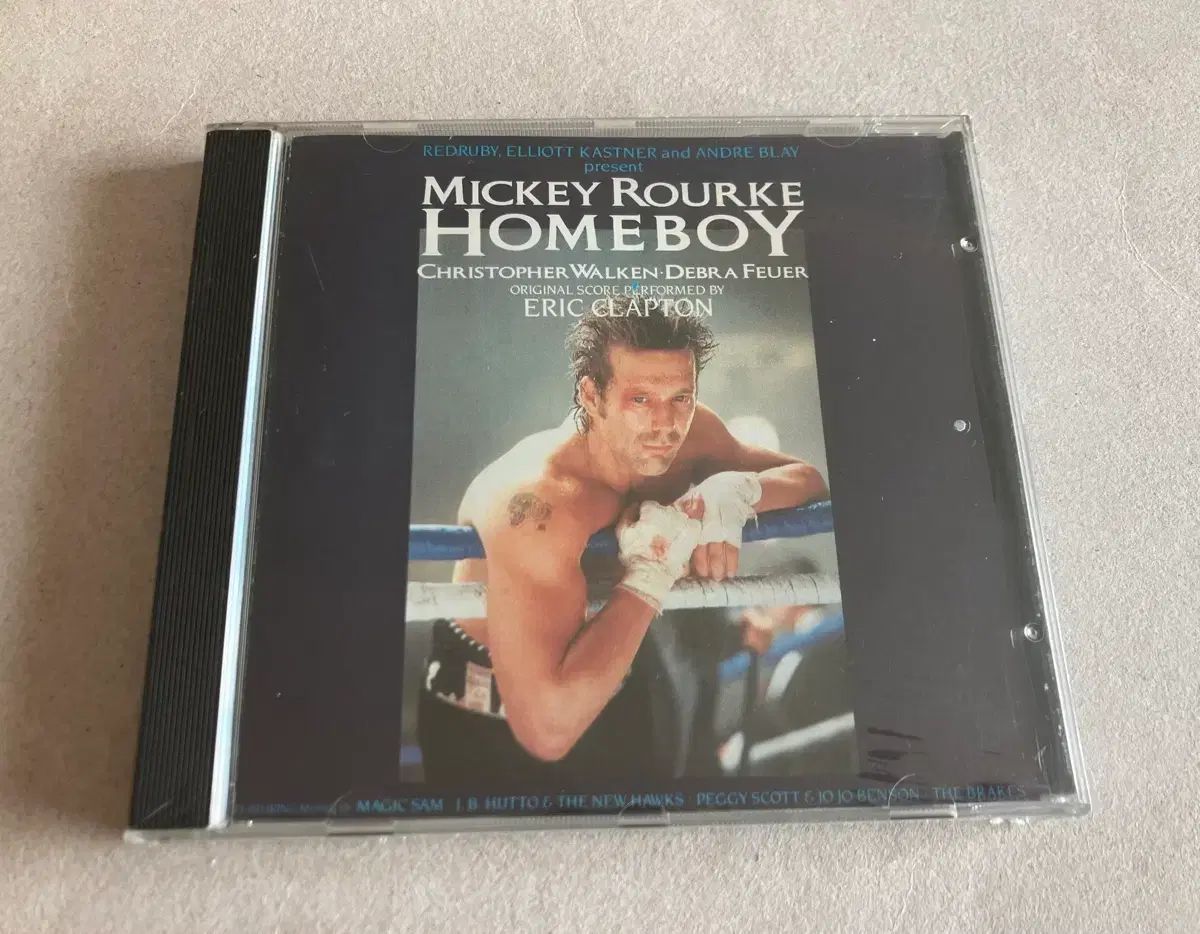 REDRUBY, ELLIOTT KASTNER and ANDRE BLAY
present
MICKEY ROURKE
HOMEBOY
CHRISTOPHER WALKEN · DEBRA FEUER
ORIGINAL SCORE PERFORMED BY
ERIC CLAPTON
MAGIC SAM J. B. HUTTO & THE NEW HAWKS PEGGY SCOTT & JO JO BENSON THE BRAKES